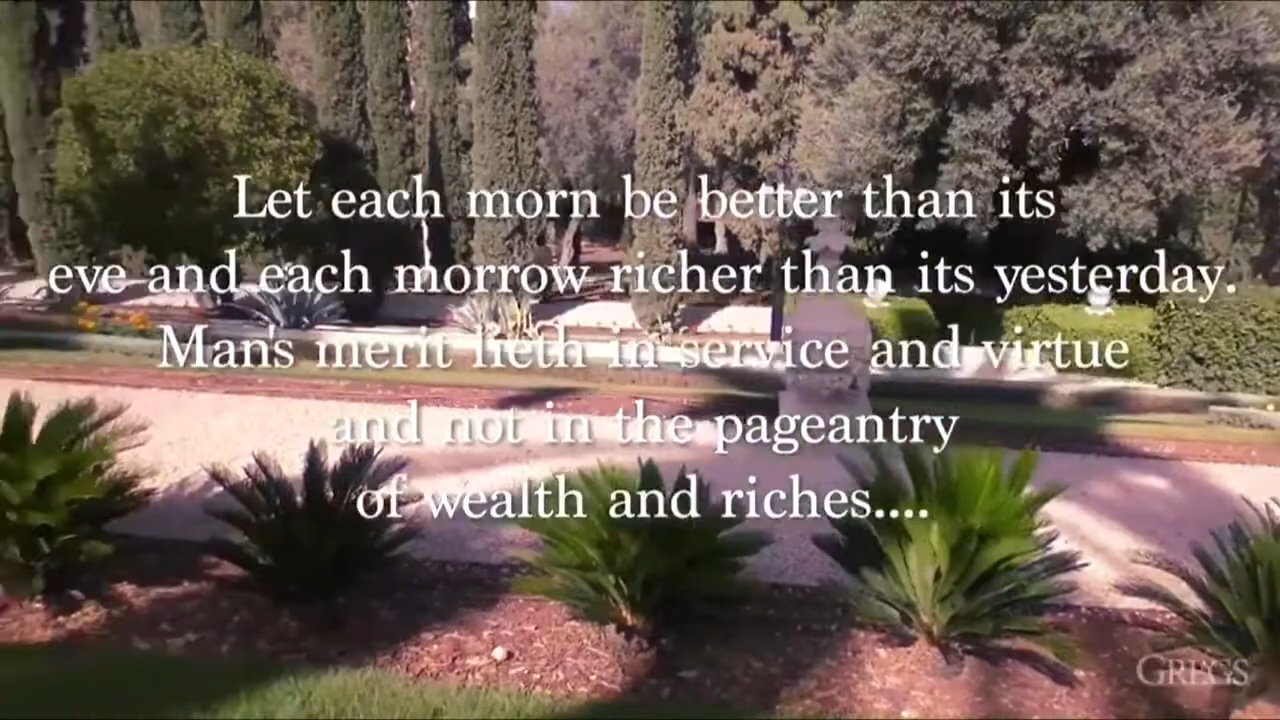 Let each morn be better than its
eve and each morrow richer than its yesterday.
Man's merit lieth in service and virtue
and not in the pageantry
of wealth and riches....
GREGS